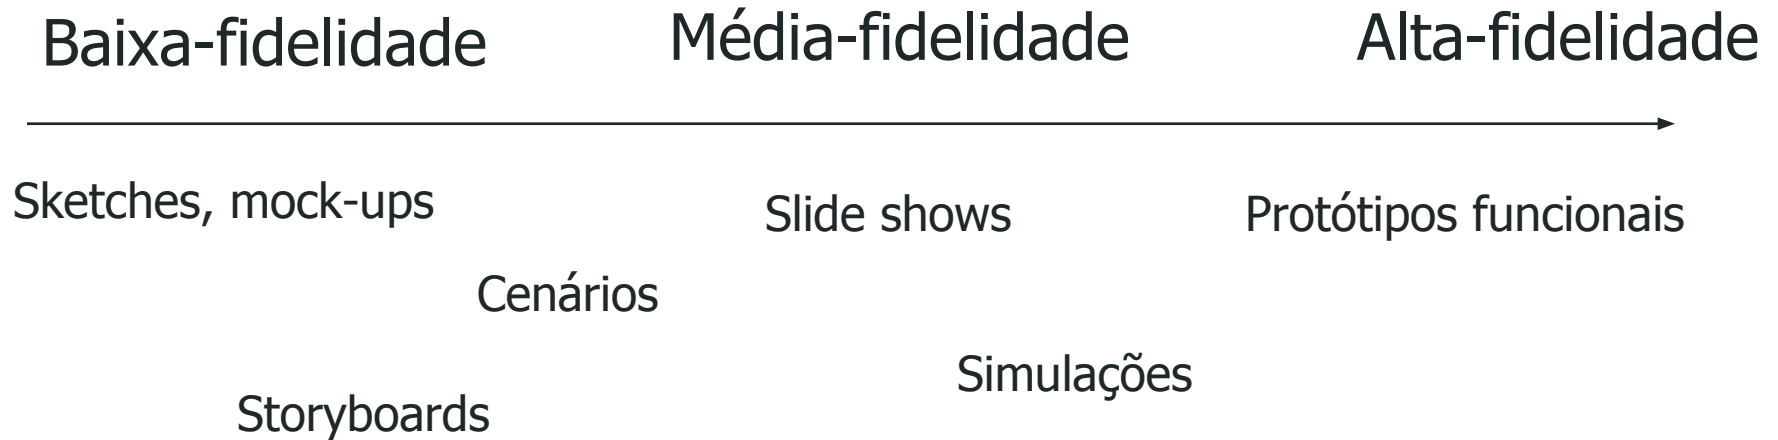 Baixa-fidelidade
Média-fidelidade
Alta-fidelidade
Sketches, mock-ups
Slide shows
Protótipos funcionais
Cenários
Simulações
Storyboards